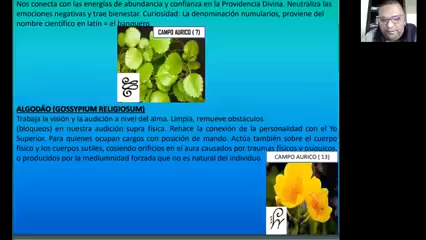 Nos conecta con las energías de abundancia y confianza en la Providencia Divina. Neutraliza las
emociones negativas y trae bienestar. Curiosidad: La denominación numularios, proviene del
nombre científico en latín = el banquero
CAMPO AURICO ( 7)
ALGODÃO (GOSSYPIUM RELIGIOSUM)
Trabaja la visión y la audición a nivel del alma. Limpia, remueve obstáculos
(bloqueos) en nuestra audición supra física. Rehace la conexión de la personalidad con el Yo
Superior. Para quienes ocupan cargos con posición de mando. Actúa también sobre el cuerpo
físico y los cuerpos sutiles, cosiendo orificios en el aura causados por traumas físicos y psíquicos,
o producidos por la mediumnidad forzada que no es natural del individuo.
CAMPO AURICO ( 13)